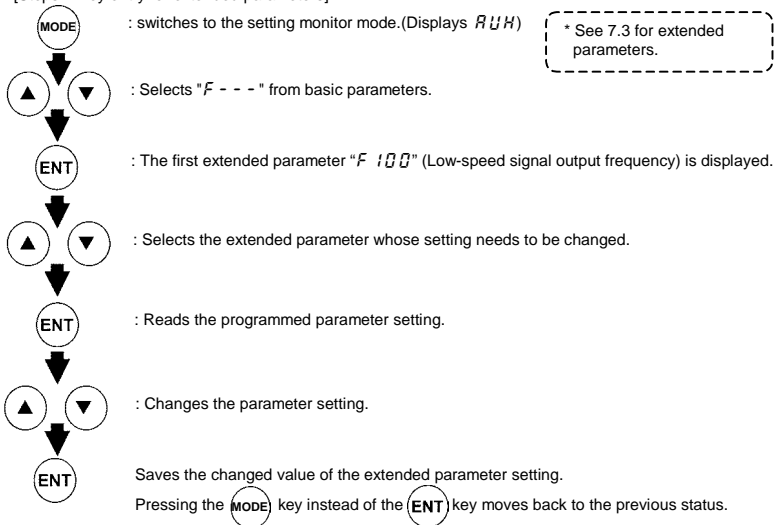 MODE : switches to the setting monitor mode.(Displays AUH)
* See 7.3 for extended
parameters.
▲ ▼ : Selects "F - - -" from basic parameters.
ENT : The first extended parameter “F 100” (Low-speed signal output frequency) is displayed.
▲ ▼ : Selects the extended parameter whose setting needs to be changed.
ENT : Reads the programmed parameter setting.
▲ ▼ : Changes the parameter setting.
ENT Saves the changed value of the extended parameter setting.
Pressing the MODE key instead of the ENT key moves back to the previous status.